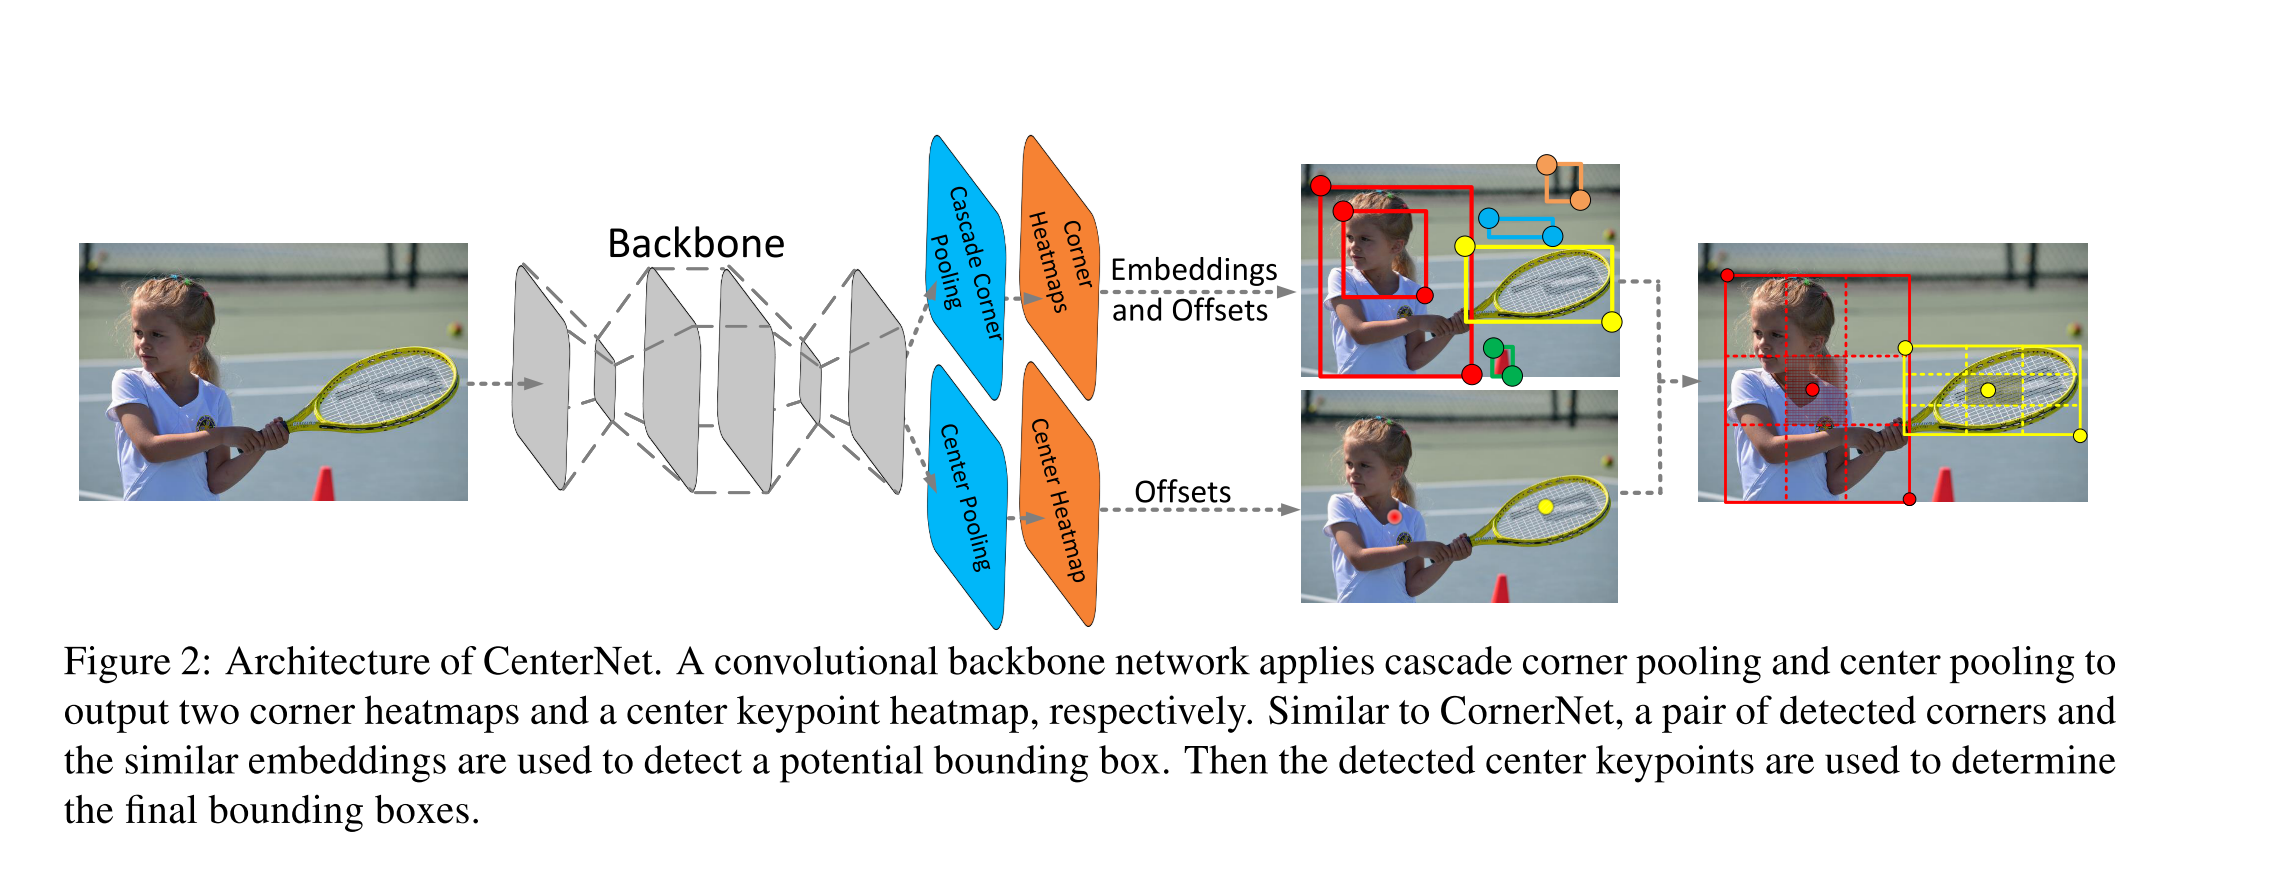 Backbone
Cascade Corner
Pooling
Corner
Heatmaps
Embeddings
and Offsets
Center Pooling
Center Heatmap
Offsets
Figure 2: Architecture of CenterNet. A convolutional backbone network applies cascade corner pooling and center pooling to
output two corner heatmaps and a center keypoint heatmap, respectively. Similar to CornerNet, a pair of detected corners and
the similar embeddings are used to detect a potential bounding box. Then the detected center keypoints are used to determine
the final bounding boxes.